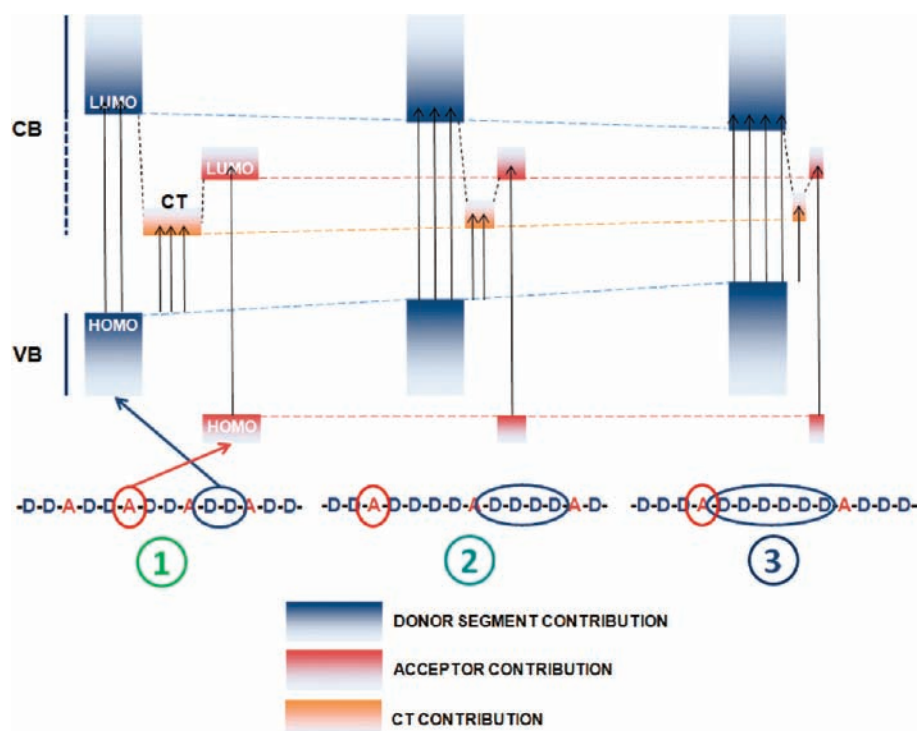 LUMO
CB
LUMO
CT
HOMO
VB
HOMO
-D-D-A-D-D-A-D-D-A-D-D-A-D-D-
-D-D-A-D-D-D-D-A-D-D-D-D-A-D-
-D-D-D-A-D-D-D-D-D-D-A-D-D-D-
1
2
3
DONOR SEGMENT CONTRIBUTION
ACCEPTOR CONTRIBUTION
CT CONTRIBUTION